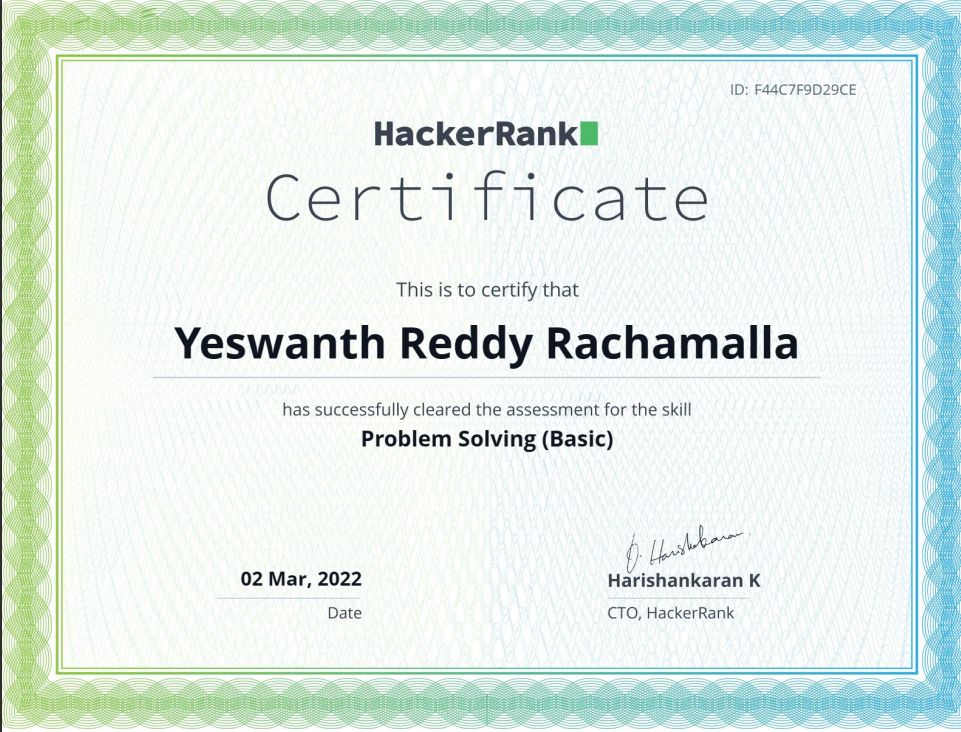 ID: F44C7F9D29CE
HackerRank
Certificate
This is to certify that
Yeswanth Reddy Rachamalla
has successfully cleared the assessment for the skill
Problem Solving (Basic)
02 Mar, 2022
Date
Harishankaran K
CTO, HackerRank